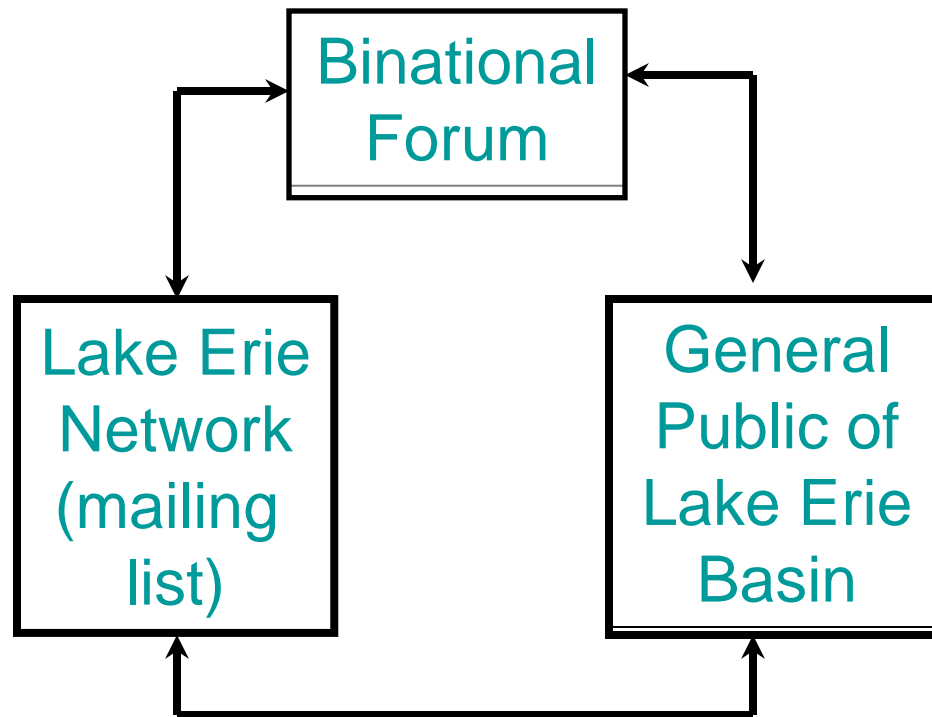 Binational
Forum
Lake Erie
Network
(mailing
list)
General
Public of
Lake Erie
Basin